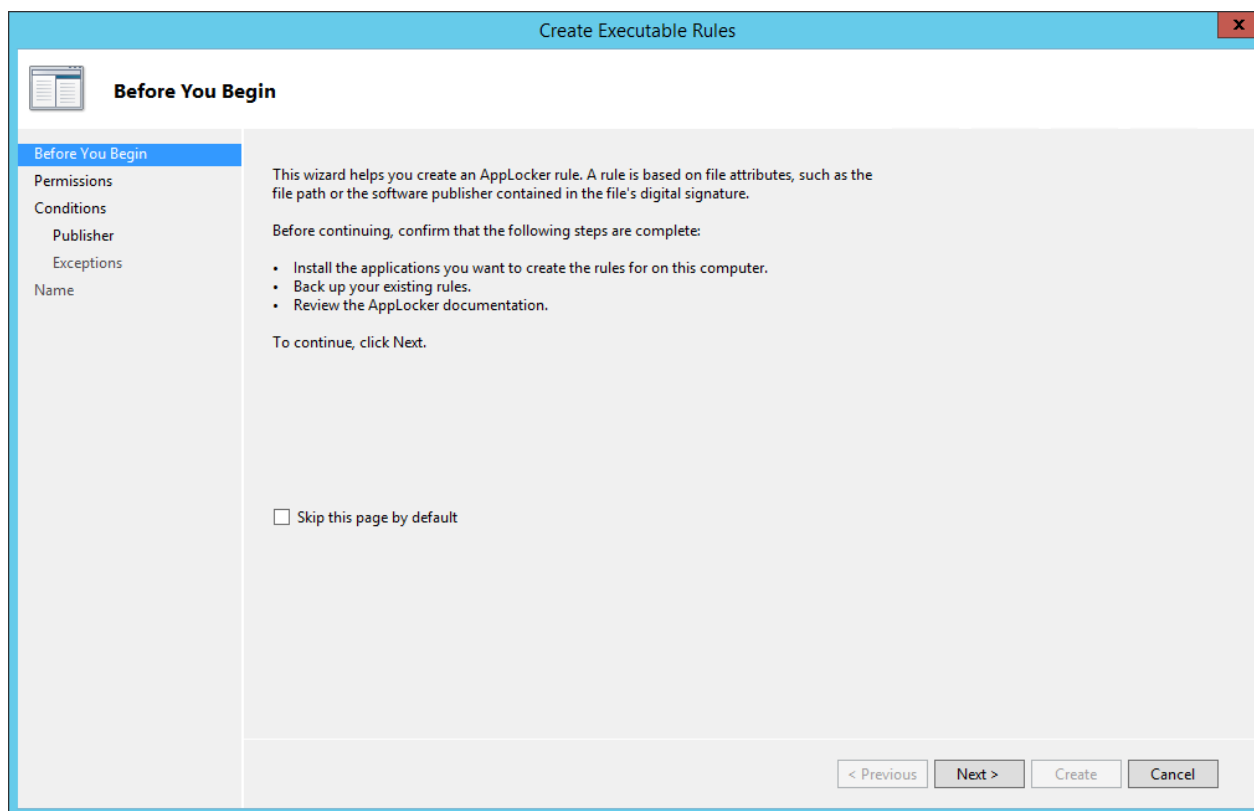 Create Executable Rules
x
Before You Begin
Before You Begin
Permissions
Conditions
Publisher
Exceptions
Name
This wizard helps you create an AppLocker rule. A rule is based on file attributes, such as the
file path or the software publisher contained in the file's digital signature.
Before continuing, confirm that the following steps are complete:
• Install the applications you want to create the rules for on this computer.
• Back up your existing rules.
• Review the AppLocker documentation.
To continue, click Next.
Skip this page by default
< Previous Next > Create Cancel